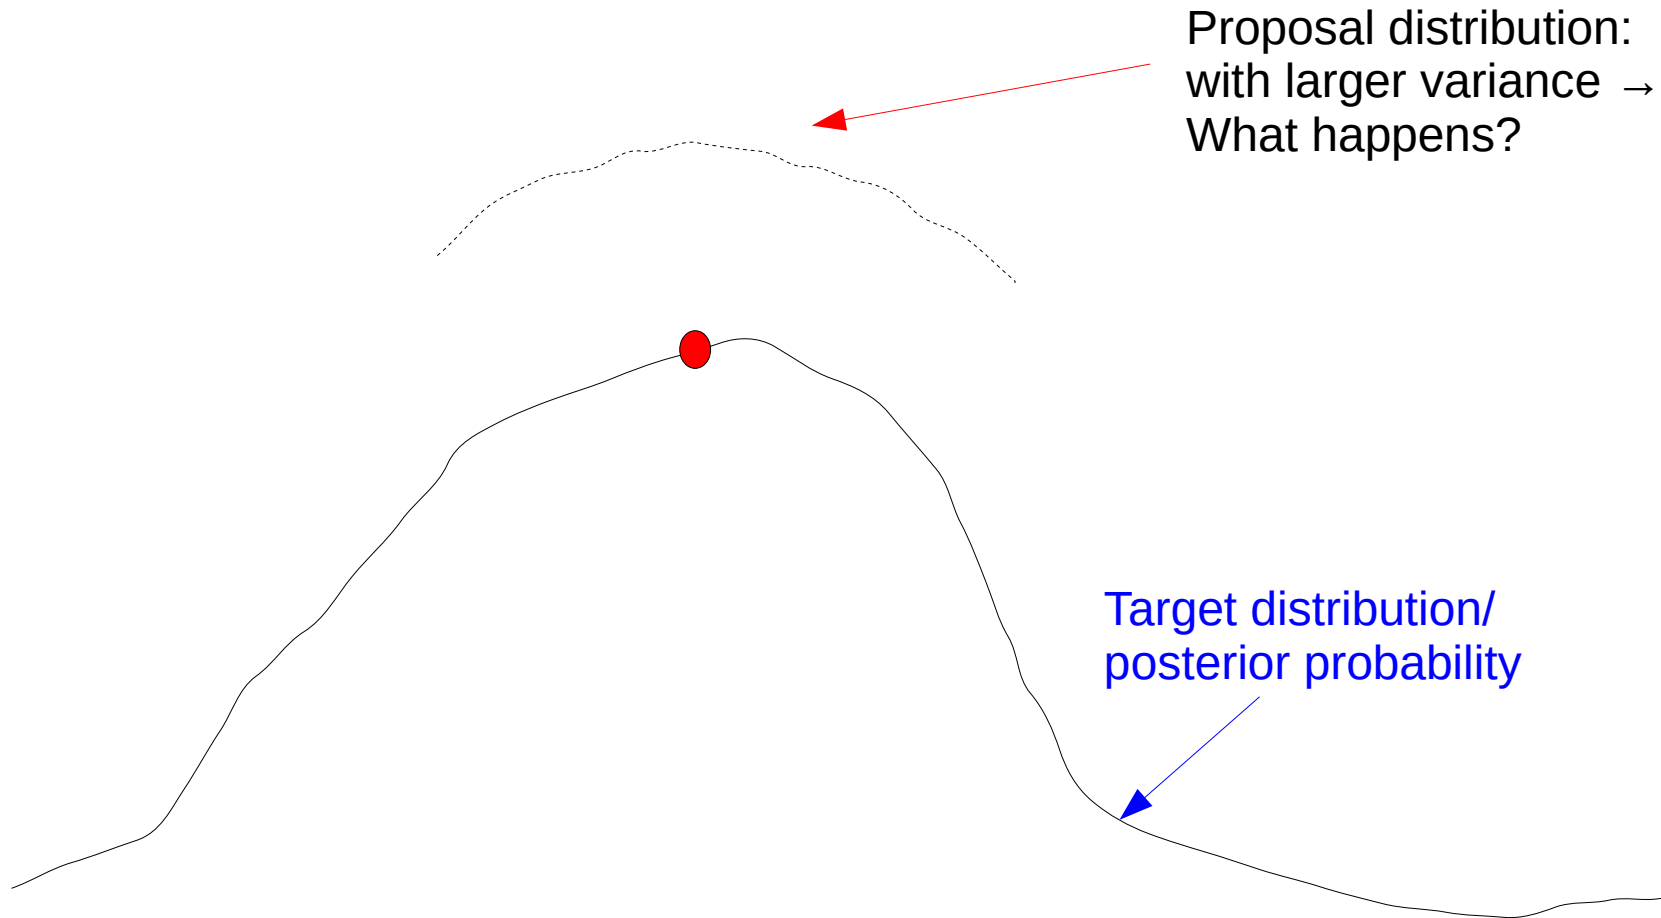 Proposal distribution:
with larger variance →
What happens?
Target distribution/
posterior probability